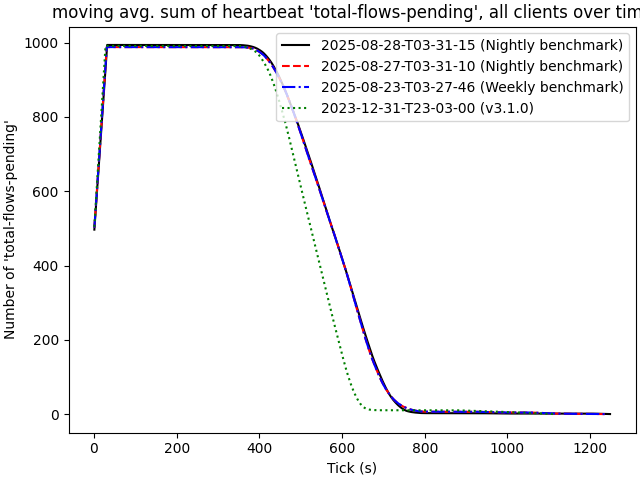 moving avg. sum of heartbeat 'total-flows-pending', all clients over tim
1000
800
600
400
200
0
Number of 'total-flows-pending'
2025-08-28-T03-31-15 (Nightly benchmark)
2025-08-27-T03-31-10 (Nightly benchmark)
2025-08-23-T03-27-46 (Weekly benchmark)
2023-12-31-T23-03-00 (v3.1.0)
0 200 400 600 800 1000 1200
Tick (s)